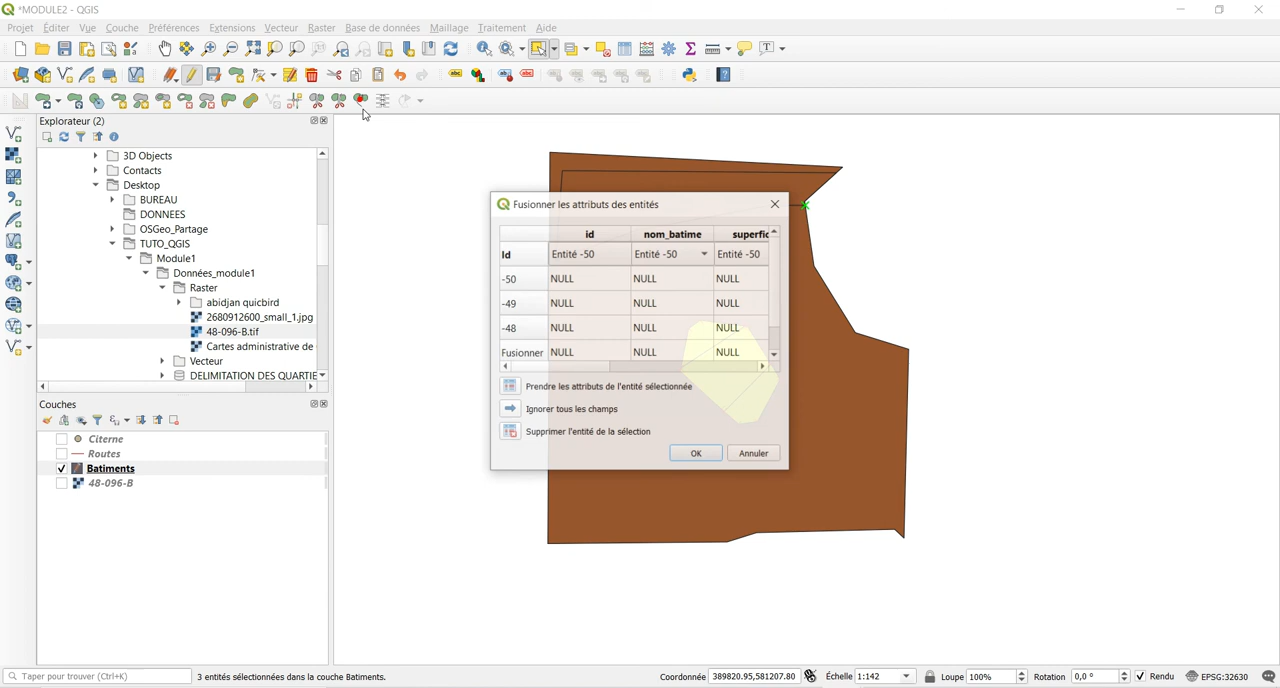 *MODULE2 - QGIS
Projet Éditer Vue Couche Préférences Extensions Vecteur Raster Base de données Maillage Traitement Aide
Explorateur (2)
3D Objects
Contacts
Desktop
BUREAU
DONNEES
OSGeo_Partage
TUTO_QGIS
Module1
Données_module1
Raster
abidjan quicbird
2680912600_small_1.jpg
48-096-B.tif
Cartes administrative de
Vecteur
DELIMITATION DES QUARTIE
Couches
Citerne
Routes
Batiments
48-096-B
Fusionner les attributs des entités
id nom_batime superfic
Id Entité -50 Entité -50 Entité -50
-50 NULL NULL NULL
-49 NULL NULL NULL
-48 NULL NULL NULL
Fusionner NULL NULL NULL
Prendre les attributs de l'entité sélectionnée
Ignorer tous les champs
Supprimer l'entité de la sélection
OK Annuler
Taper pour trouver (Ctrl+K) 3 entités sélectionnées dans la couche Batiments. Coordonnée 389820.95,581207.80 Échelle 1:142 Loupe 100% Rotation 0,0 ° Rendu EPSG:32630